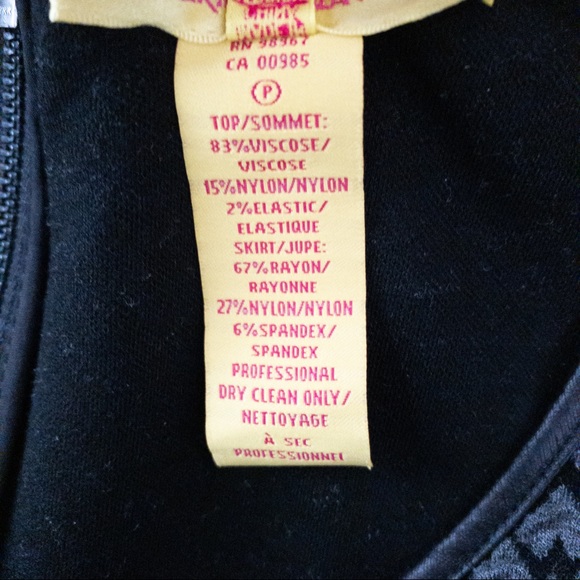 RN 98967
CA 00985
P
TOP/SOMMET:
83%VISCOSE/
VISCOSE
15%NYLON/NYLON
2%ELASTIC/
ELASTIQUE
SKIRT/JUPE:
67%RAYON/
RAYONNE
27%NYLON/NYLON
6%SPANDEX/
SPANDEX
PROFESSIONAL
DRY CLEAN ONLY/
NETTOYAGE
À SEC
PROFESSIONNEL